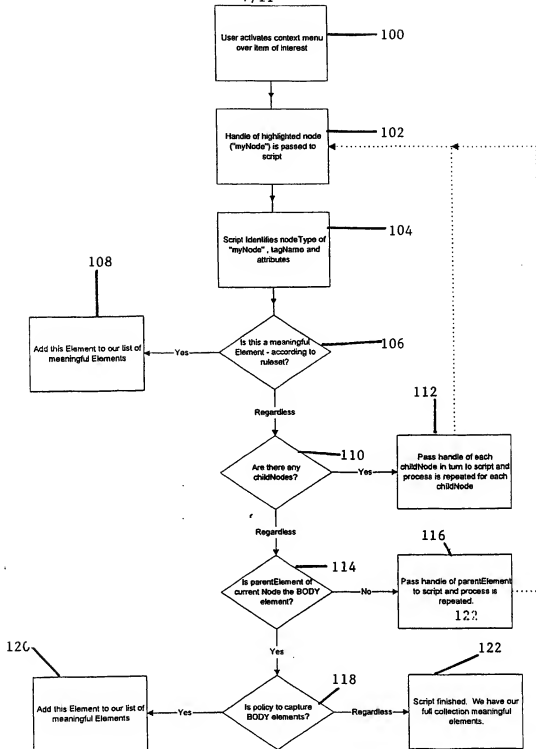 User activates context menu
over item of interest
100
Handle of highlighted node
("myNode") is passed to
script
102
Script Identifies nodeType of
"myNode" , tagName and
attributes
104
108
Add this Element to our list of
meaningful Elements
Yes
Is this a meaningful
Element - according to
ruleset?
106
Regardless
112
110
Are there any
childNodes?
Yes
Pass handle of each
childNode in turn to script and
process is repeated for each
childNode
Regardless
116
114
Is parentElement of
current Node the BODY
element?
No
Pass handle of parentElement
to script and process is
repeated.
122
120
Yes
122
Add this Element to our list of
meaningful Elements
Yes
Is policy to capture
BODY elements?
118
Regardless
Script finished. We have our
full collection meaningful
elements.